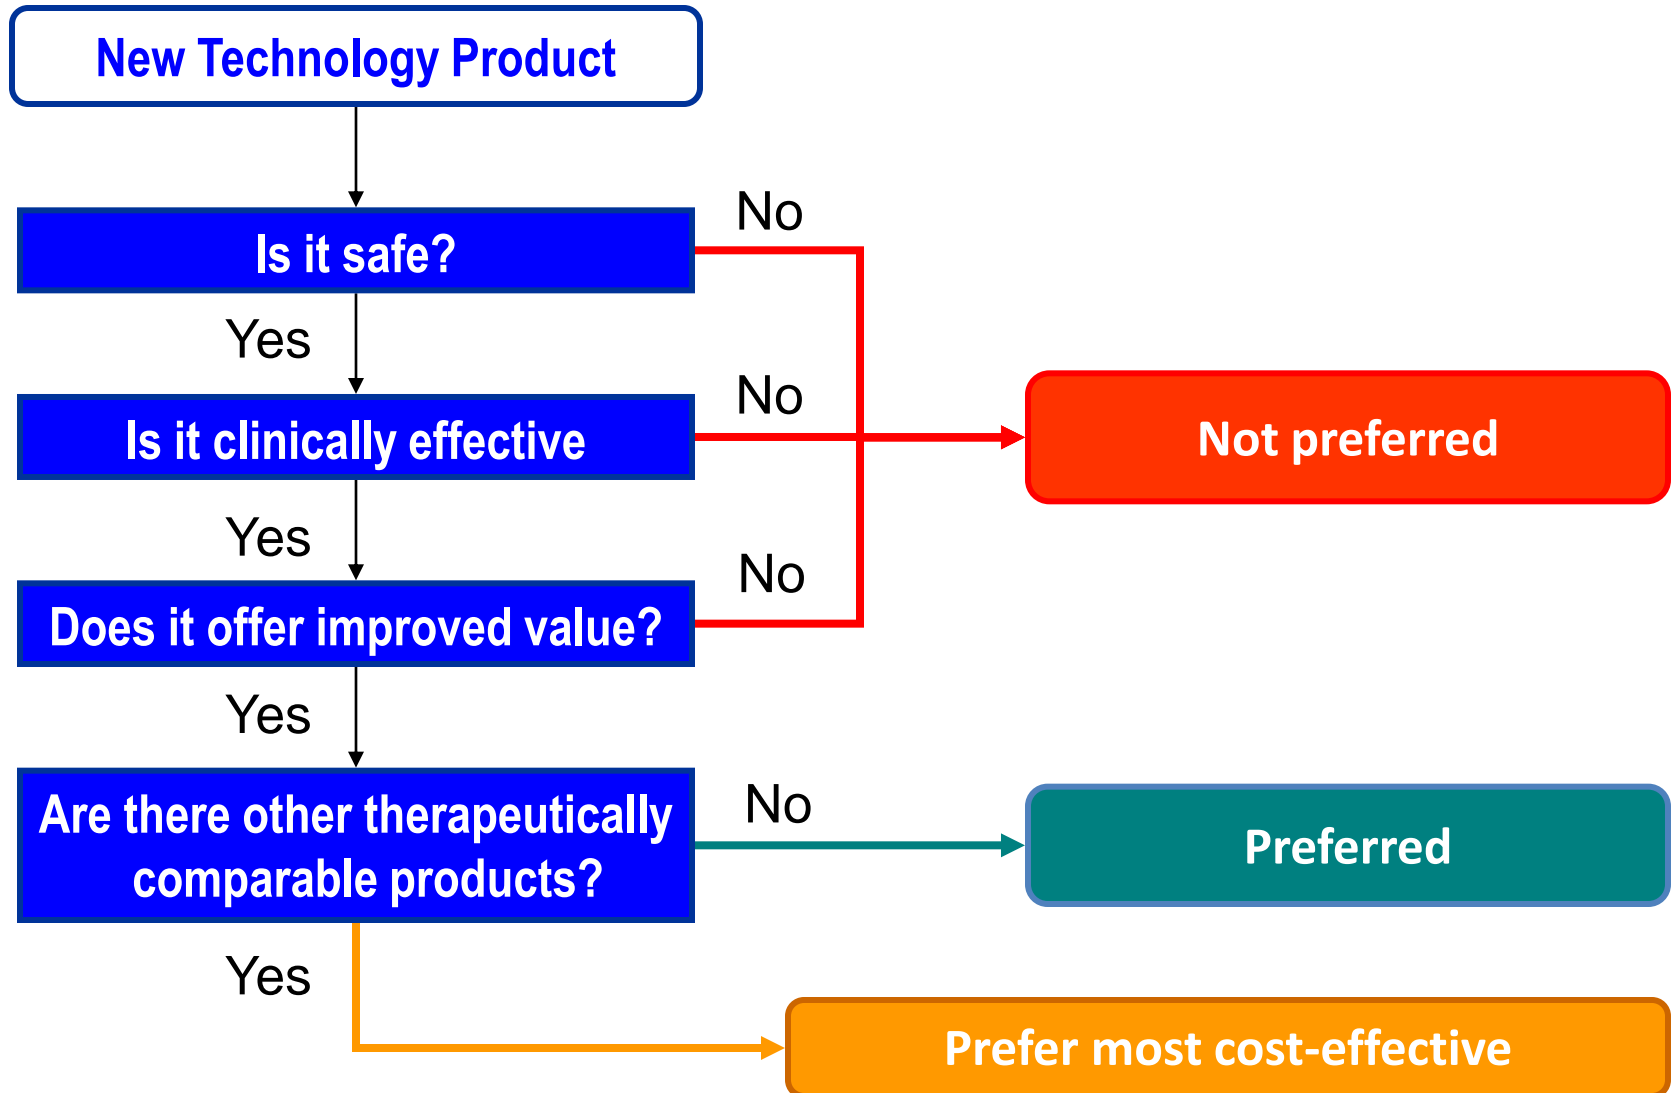 New Technology Product
No
Is it safe?
Yes
No
Is it clinically effective
Not preferred
Yes
No
Does it offer improved value?
Yes
Are there other therapeutically
comparable products?
No
Preferred
Yes
Prefer most cost-effective